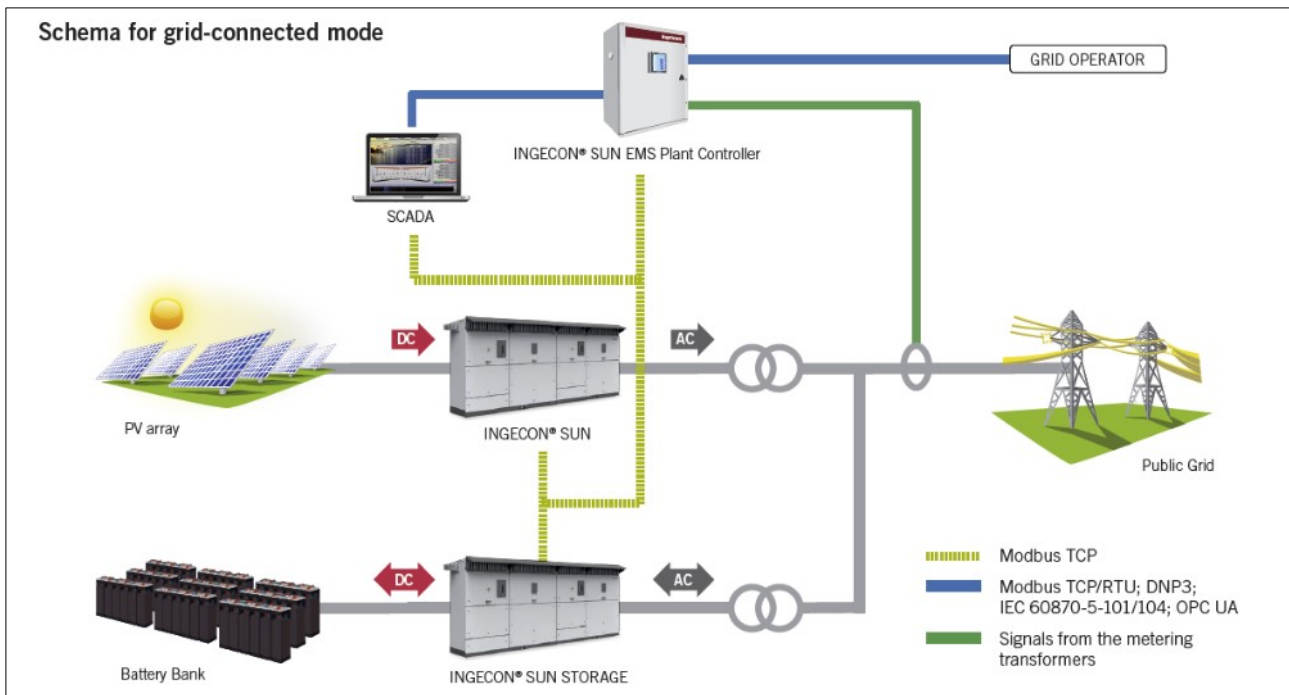 Schema for grid-connected mode
GRID OPERATOR
INGECON® SUN EMS Plant Controller
SCADA
DC
AC
PV array
INGECON® SUN
Public Grid
DC
AC
Battery Bank
INGECON® SUN STORAGE
Modbus TCP
Modbus TCP/RTU; DNP3;
IEC 60870-5-101/104; OPC UA
Signals from the metering
transformers